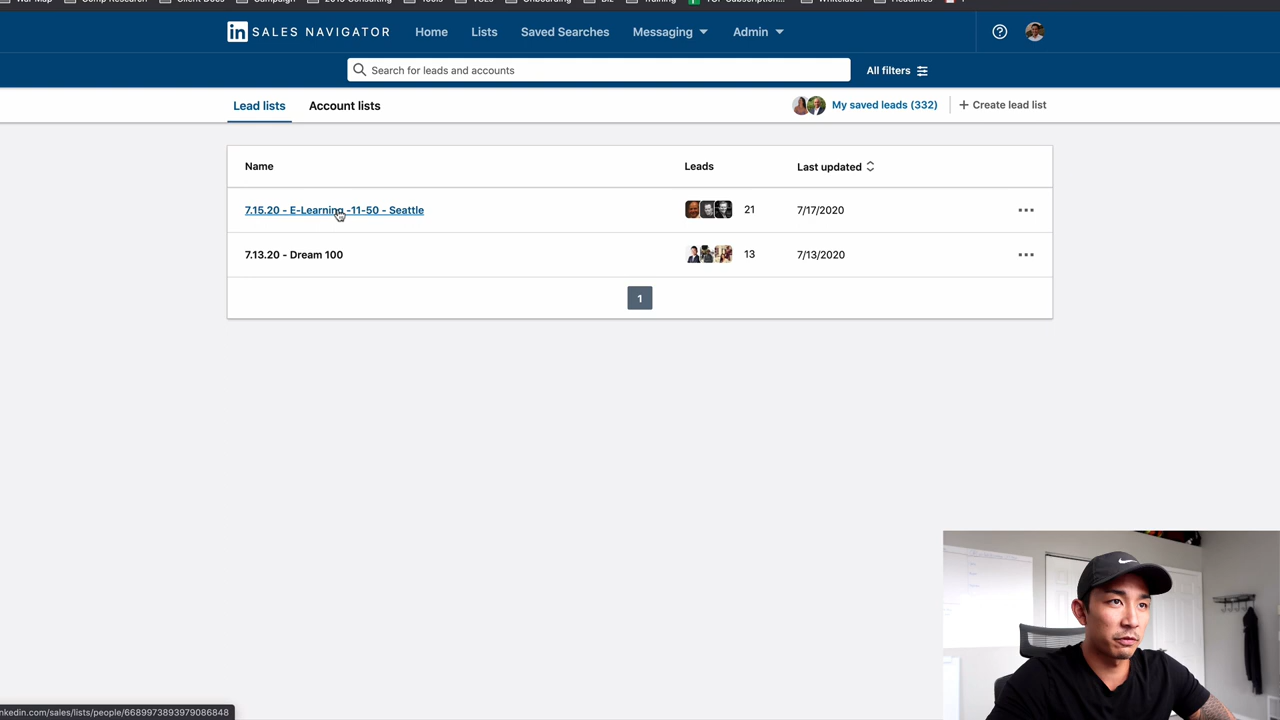 in SALES NAVIGATOR Home Lists Saved Searches Messaging Admin
Search for leads and accounts All filters
Lead lists Account lists My saved leads (332) + Create lead list
Name Leads Last updated
7.15.20 - E-Learning -11-50 - Seattle 21 7/17/2020
7.13.20 - Dream 100 13 7/13/2020
1
nkedin.com/sales/lists/people/6689973893979086848